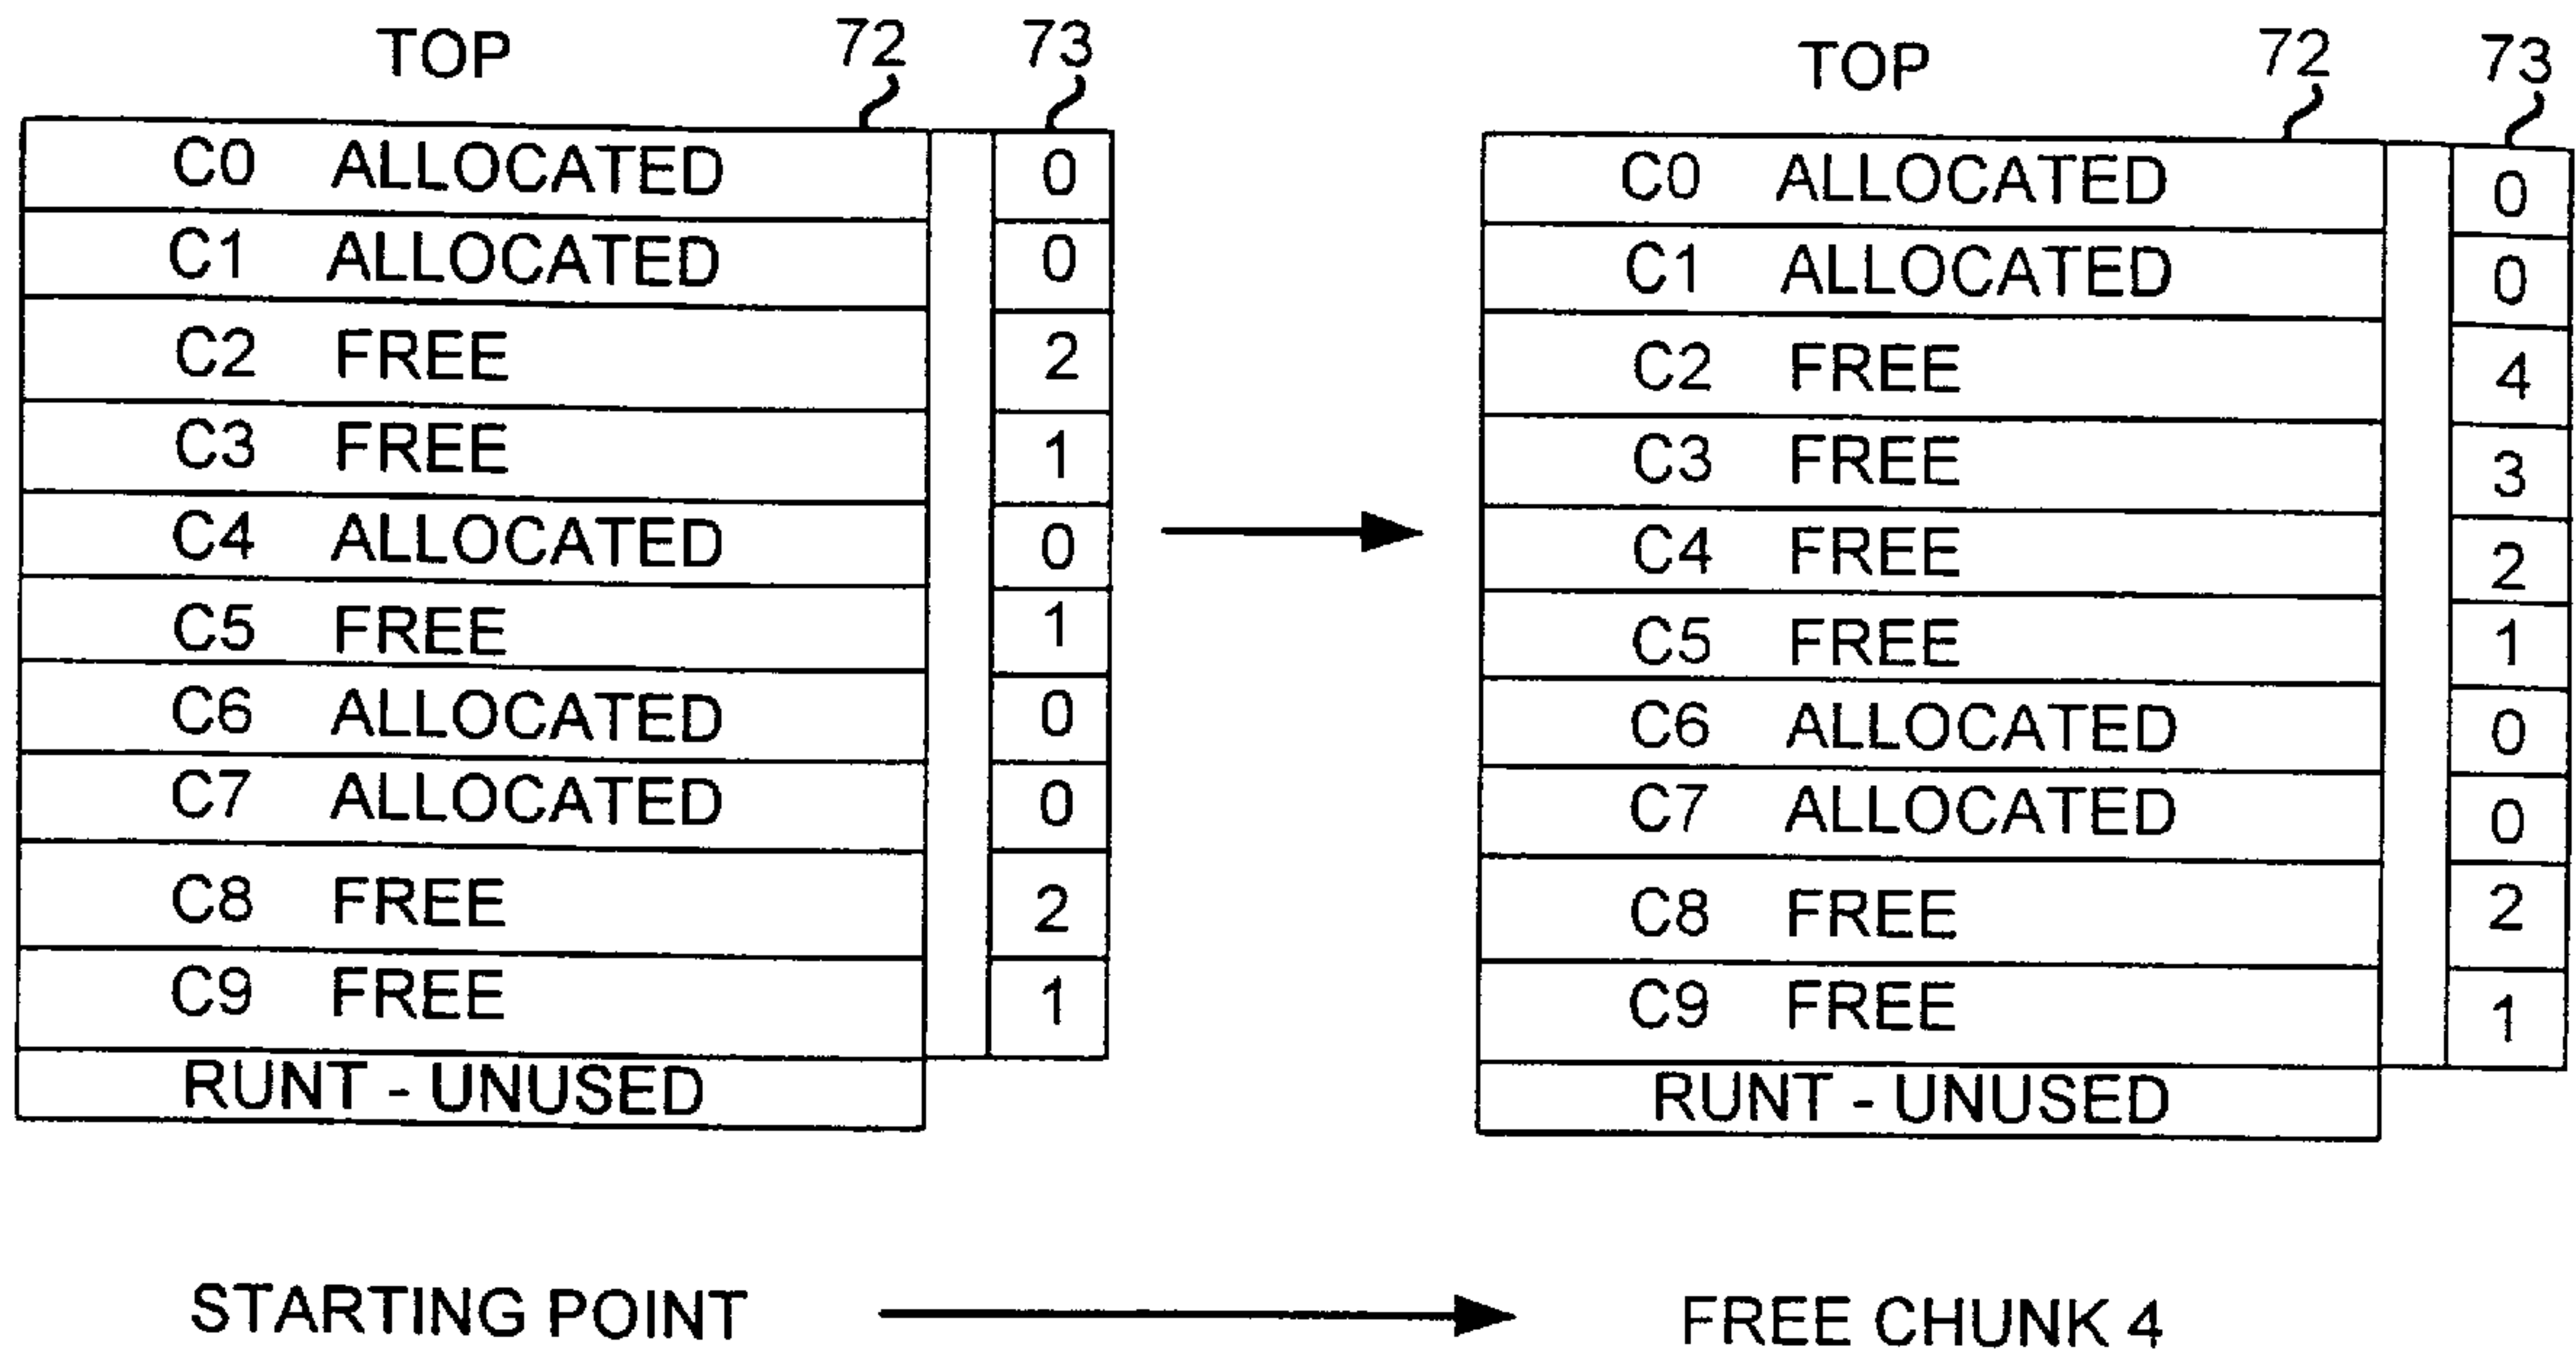 TOP 72 73
C0 ALLOCATED 0
C1 ALLOCATED 0
C2 FREE 2
C3 FREE 1
C4 ALLOCATED 0
C5 FREE 1
C6 ALLOCATED 0
C7 ALLOCATED 0
C8 FREE 2
C9 FREE 1
RUNT - UNUSED
TOP 72 73
C0 ALLOCATED 0
C1 ALLOCATED 0
C2 FREE 4
C3 FREE 3
C4 FREE 2
C5 FREE 1
C6 ALLOCATED 0
C7 ALLOCATED 0
C8 FREE 2
C9 FREE 1
RUNT - UNUSED
STARTING POINT FREE CHUNK 4